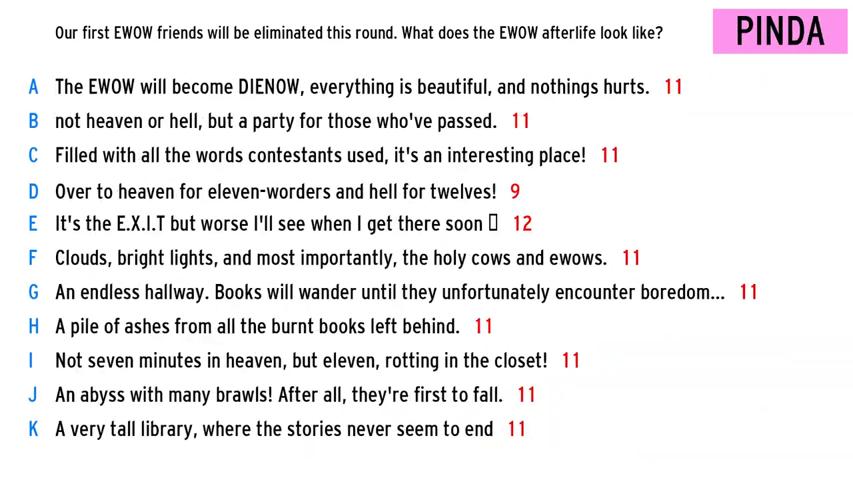 Our first EWOW friends will be eliminated this round. What does the EWOW afterlife look like?
PINDA
A The EWOW will become DIENOW, everything is beautiful, and nothings hurts. 11
B not heaven or hell, but a party for those who've passed. 11
C Filled with all the words contestants used, it's an interesting place! 11
D Over to heaven for eleven-worders and hell for twelves! 9
E It's the E.X.I.T but worse I'll see when I get there soon ▯ 12
F Clouds, bright lights, and most importantly, the holy cows and ewows. 11
G An endless hallway. Books will wander until they unfortunately encounter boredom... 11
H A pile of ashes from all the burnt books left behind. 11
I Not seven minutes in heaven, but eleven, rotting in the closet! 11
J An abyss with many brawls! After all, they're first to fall. 11
K A very tall library, where the stories never seem to end 11